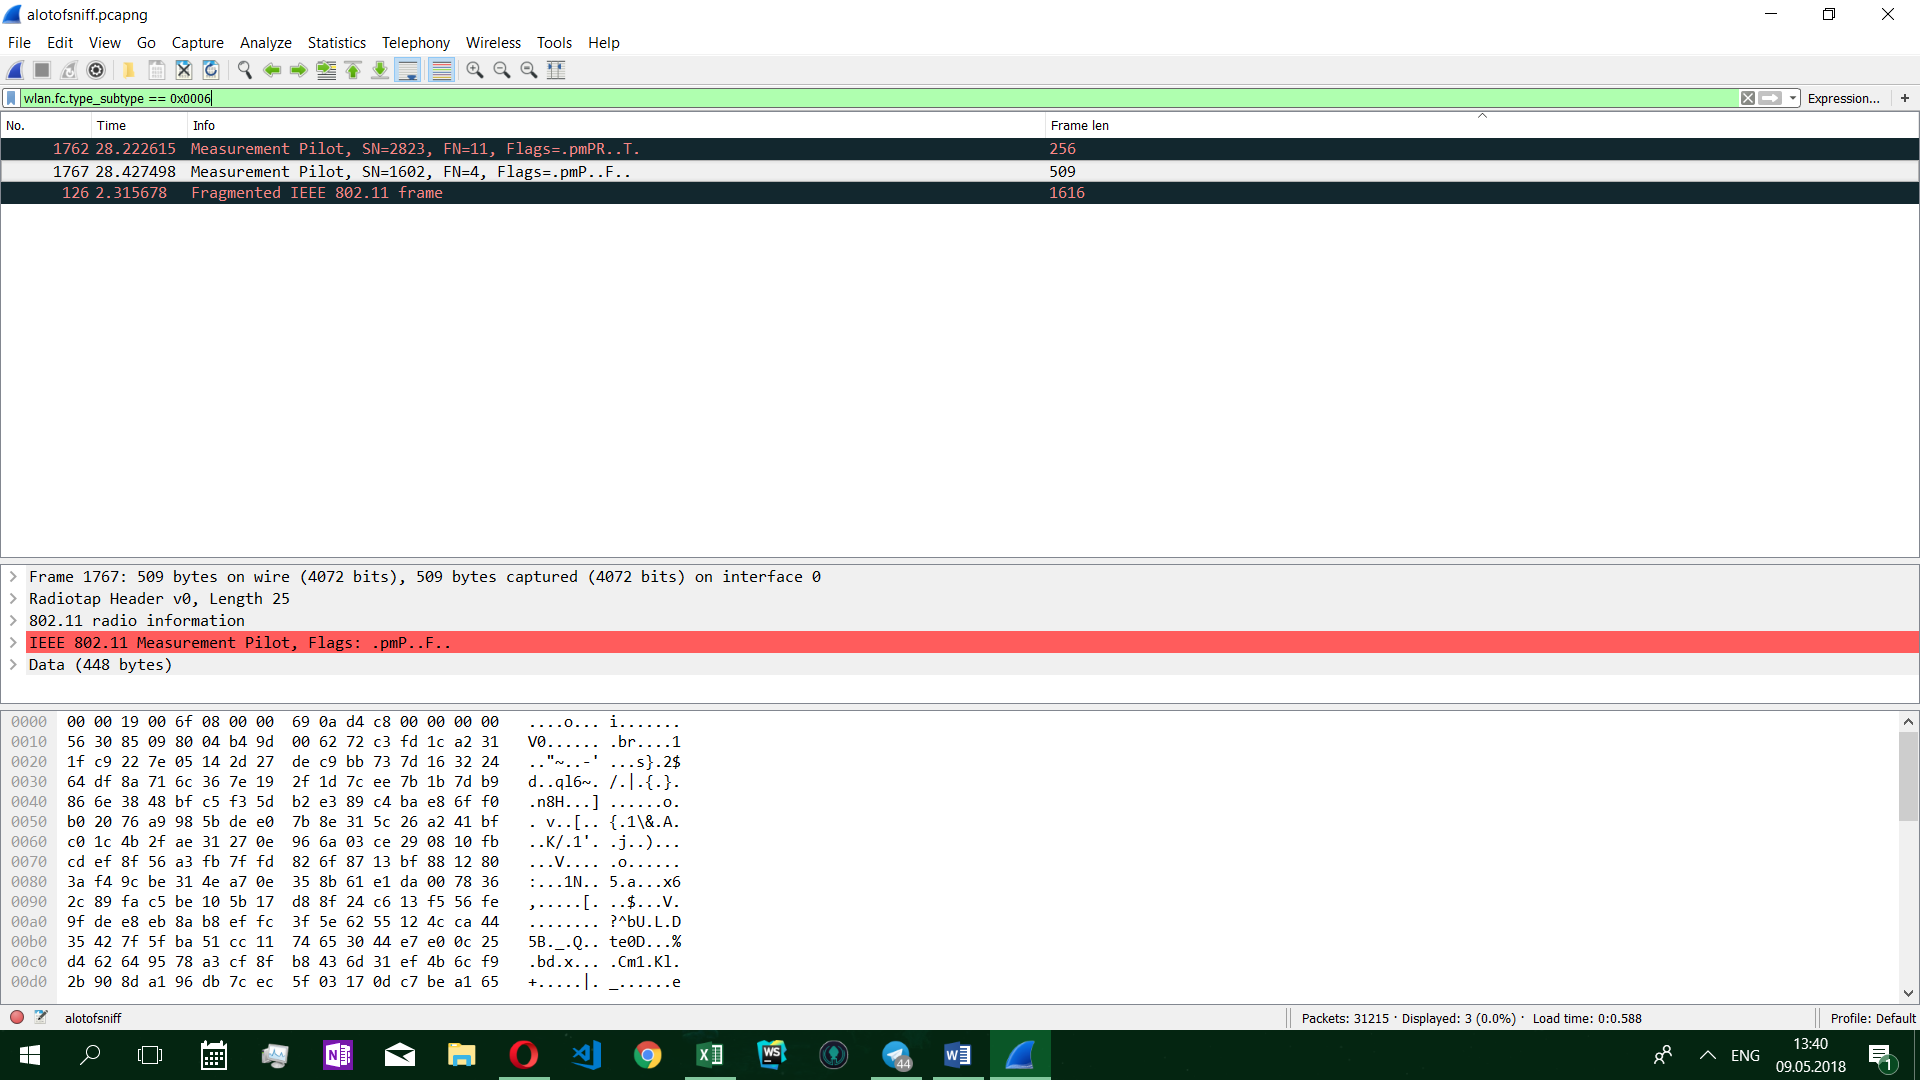 alotofsniff.pcapng
File Edit View Go Capture Analyze Statistics Telephony Wireless Tools Help
wlan.fc.type_subtype == 0x0006
Expression... +
No. Time Info Frame len
1762 28.222615 Measurement Pilot, SN=2823, FN=11, Flags=.pmPR..T. 256
1767 28.427498 Measurement Pilot, SN=1602, FN=4, Flags=.pmP..F.. 509
126 2.315678 Fragmented IEEE 802.11 frame 1616
Frame 1767: 509 bytes on wire (4072 bits), 509 bytes captured (4072 bits) on interface 0
Radiotap Header v0, Length 25
802.11 radio information
IEEE 802.11 Measurement Pilot, Flags: .pmP..F..
Data (448 bytes)
0000 00 00 19 00 6f 08 00 00 69 0a d4 c8 00 00 00 00 ....o... i.......
0010 56 30 85 09 80 04 b4 9d 00 62 72 c3 fd 1c a2 31 V0...... .br....1
0020 1f c9 22 7e 05 14 2d 27 de c9 bb 73 7d 16 32 24 .."~..-' ...s}.2$
0030 64 df 8a 71 6c 36 7e 19 2f 1d 7c ee 7b 1b 7d b9 d..ql6~. /.|.{.}.
0040 86 6e 38 48 bf c5 f3 5d b2 e3 89 c4 ba e8 6f f0 .n8H...] ......o.
0050 b0 20 76 a9 98 5b de e0 7b 8e 31 5c 26 a2 41 bf . v..[.. {.1\&.A.
0060 c0 1c 4b 2f ae 31 27 0e 96 6a 03 ce 29 08 10 fb ..K/.1'. .j..)...
0070 cd ef 8f 56 a3 fb 7f fd 82 6f 87 13 bf 88 12 80 ...V.... .o......
0080 3a f4 9c be 31 4e a7 0e 35 8b 61 e1 da 00 78 36 :...1N.. 5.a...x6
0090 2c 89 fa c5 be 10 5b 17 d8 8f 24 c6 13 f5 56 fe ,.....[. ..$...V.
00a0 9f de e8 eb 8a b8 ef fc 3f 5e 62 55 12 4c ca 44 ........ ?^bU.L.D
00b0 35 42 7f 5f ba 51 cc 11 74 65 30 44 e7 e0 0c 25 5B._.Q.. te0D...%
00c0 d4 62 64 95 78 a3 cf 8f b8 43 6d 31 ef 4b 6c f9 .bd.x... .Cm1.Kl.
00d0 2b 90 8d a1 96 db 7c ec 5f 03 17 0d c7 be a1 65 +.....|. _......e
alotofsniff
Packets: 31215 · Displayed: 3 (0.0%) · Load time: 0:0.588
Profile: Default
N
X
WS
44
W
ENG
13:40
09.05.2018
1